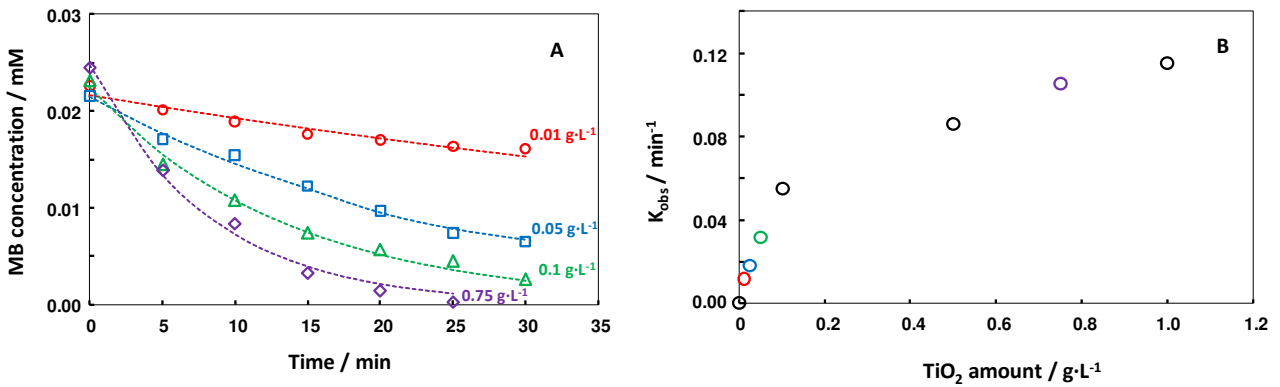 A
MB concentration / mM
0.03
0.02
0.01
0.00
0.01 g·L⁻¹
0.05 g·L⁻¹
0.1 g·L⁻¹
0.75 g·L⁻¹
0 5 10 15 20 25 30 35
Time / min
B
K_obs / min⁻¹
0.12
0.08
0.04
0.00
0.0 0.2 0.4 0.6 0.8 1.0 1.2
TiO₂ amount / g·L⁻¹